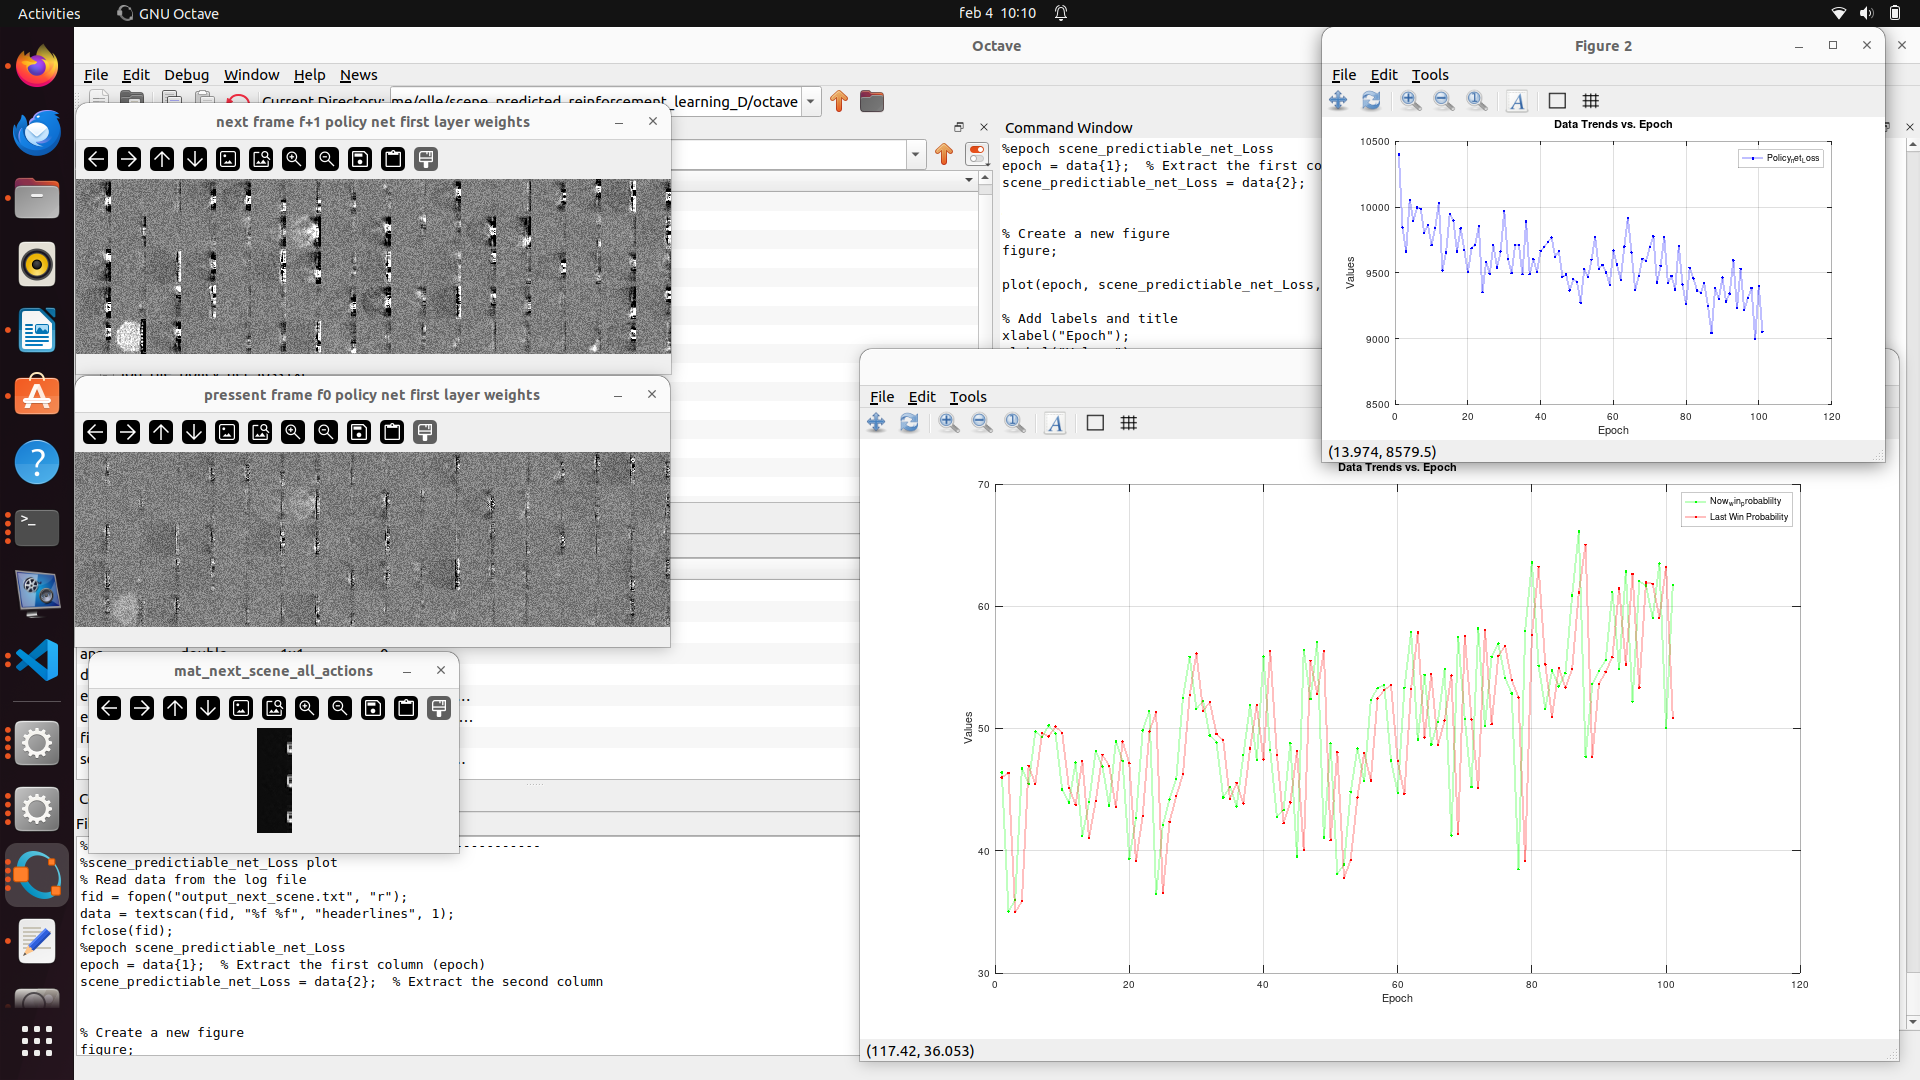 Activities
GNU Octave
feb 4 10:10
Octave
File Edit Debug Window Help News
Current Directory: me/olle/scene_predicted_reinforcement_learning_D/octave
next frame f+1 policy net first layer weights
pressent frame f0 policy net first layer weights
mat_next_scene_all_actions
%scene_predictiable_net_Loss plot
% Read data from the log file
fid = fopen("output_next_scene.txt", "r");
data = textscan(fid, "%f %f", "headerlines", 1);
fclose(fid);
%epoch scene_predictiable_net_Loss
epoch = data{1};  % Extract the first column (epoch)
scene_predictiable_net_Loss = data{2};  % Extract the second column
% Create a new figure
figure;
Command Window
%epoch scene_predictiable_net_Loss
epoch = data{1};  % Extract the first co
scene_predictiable_net_Loss = data{2};
% Create a new figure
figure;
plot(epoch, scene_predictiable_net_Loss,
% Add labels and title
xlabel("Epoch");
Figure 2
File Edit Tools
Data Trends vs. Epoch
Policynet_Loss
10500
10000
9500
9000
8500
Values
0 20 40 60 80 100 120
Epoch
(13.974, 8579.5)
File Edit Tools
Data Trends vs. Epoch
Now_win_probablilty
Last Win Probability
70
60
50
40
30
Values
0 20 40 60 80 100 120
Epoch
(117.42, 36.053)